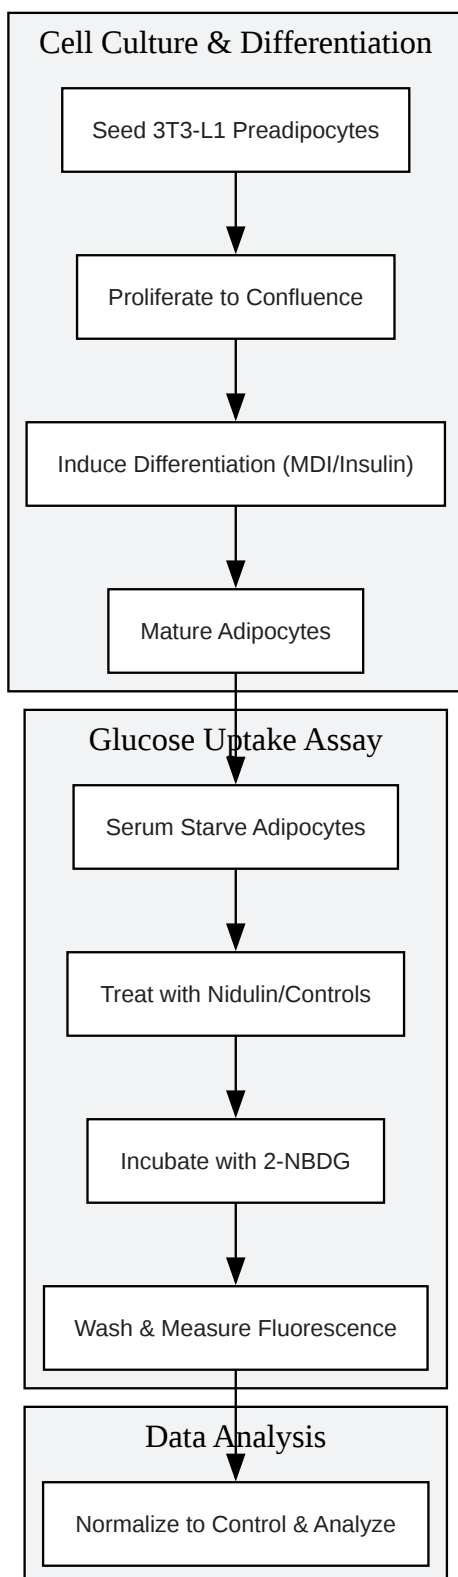 Cell Culture & Differentiation
Seed 3T3-L1 Preadipocytes
Proliferate to Confluence
Induce Differentiation (MDI/Insulin)
Mature Adipocytes
Glucose Uptake Assay
Serum Starve Adipocytes
Treat with Nidulin/Controls
Incubate with 2-NBDG
Wash & Measure Fluorescence
Data Analysis
Normalize to Control & Analyze